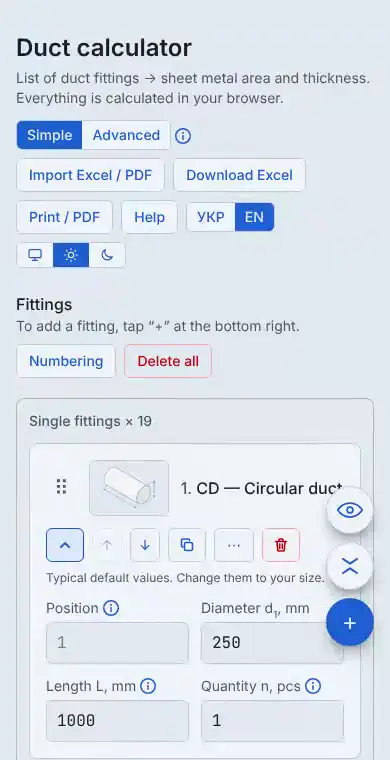 Duct calculator
List of duct fittings → sheet metal area and thickness.
Everything is calculated in your browser.
Simple Advanced
Import Excel / PDF Download Excel
Print / PDF Help УКР EN
Fittings
To add a fitting, tap “+” at the bottom right.
Numbering Delete all
Single fittings × 19
1. CD — Circular duct
Typical default values. Change them to your size.
Position Diameter d₁, mm
1 250
Length L, mm Quantity n, pcs
1000 1